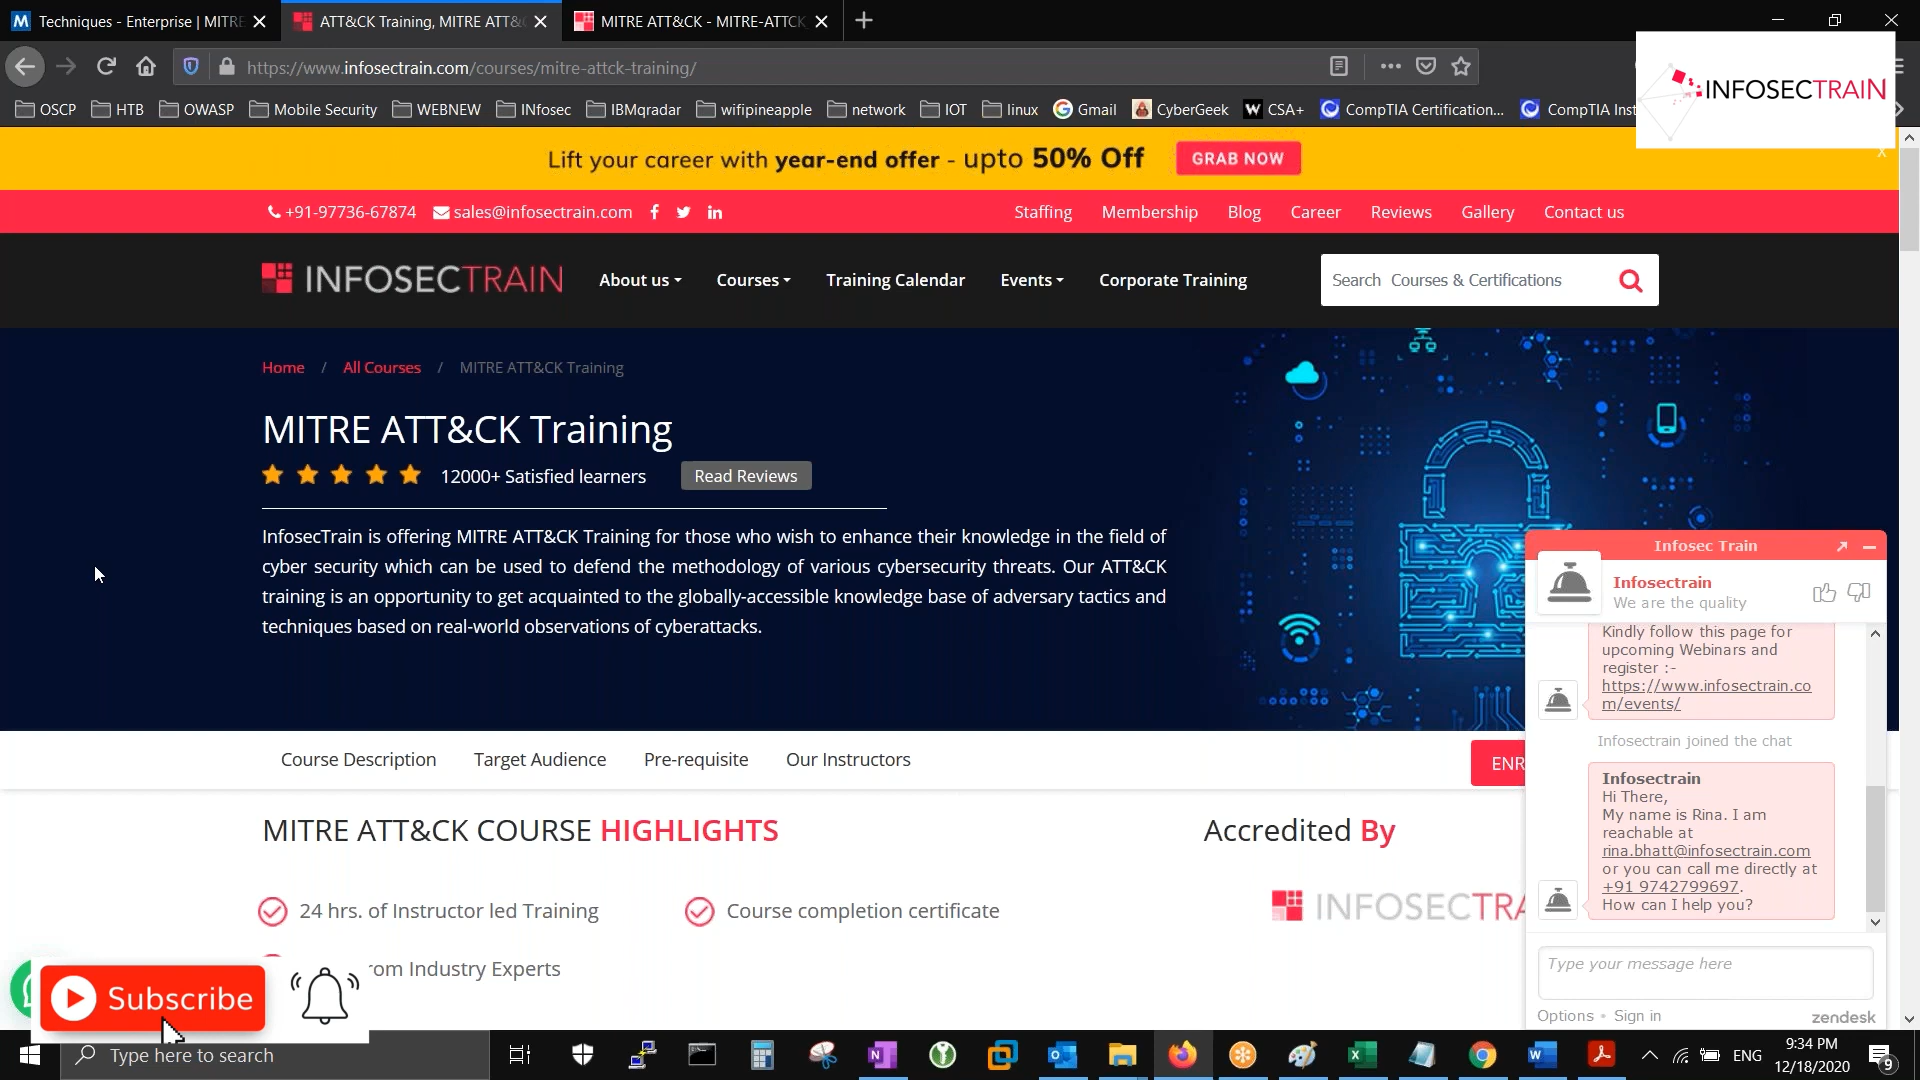 Techniques - Enterprise | MITRE
ATT&CK Training, MITRE ATT&
MITRE ATT&CK - MITRE-ATTCK
https://www.infosectrain.com/courses/mitre-attck-training/
INFOSECTRAIN
OSCP HTB OWASP Mobile Security WEBNEW INfosec IBMqradar wifipineapple network IOT linux Gmail CyberGeek CSA+ CompTIA Certification... CompTIA Inst
Lift your career with year-end offer - upto 50% Off GRAB NOW
x
+91-97736-67874 sales@infosectrain.com Staffing Membership Blog Career Reviews Gallery Contact us
INFOSECTRAIN About us Courses Training Calendar Events Corporate Training Search Courses & Certifications
Home / All Courses / MITRE ATT&CK Training
MITRE ATT&CK Training
12000+ Satisfied learners Read Reviews
InfosecTrain is offering MITRE ATT&CK Training for those who wish to enhance their knowledge in the field of
cyber security which can be used to defend the methodology of various cybersecurity threats. Our ATT&CK
training is an opportunity to get acquainted to the globally-accessible knowledge base of adversary tactics and
techniques based on real-world observations of cyberattacks.
Course Description Target Audience Pre-requisite Our Instructors ENR
MITRE ATT&CK COURSE HIGHLIGHTS
Accredited By
24 hrs. of Instructor led Training
Course completion certificate
INFOSECTRA
rom Industry Experts
Infosec Train
Infosectrain
We are the quality
Kindly follow this page for
upcoming Webinars and
register :-
https://www.infosectrain.co
m/events/
Infosectrain joined the chat
Infosectrain
Hi There,
My name is Rina. I am
reachable at
rina.bhatt@infosectrain.com
or you can call me directly at
+91 9742799697.
How can I help you?
Type your message here
Options • Sign in
zendesk
Subscribe
Type here to search
ENG
9:34 PM
12/18/2020
9